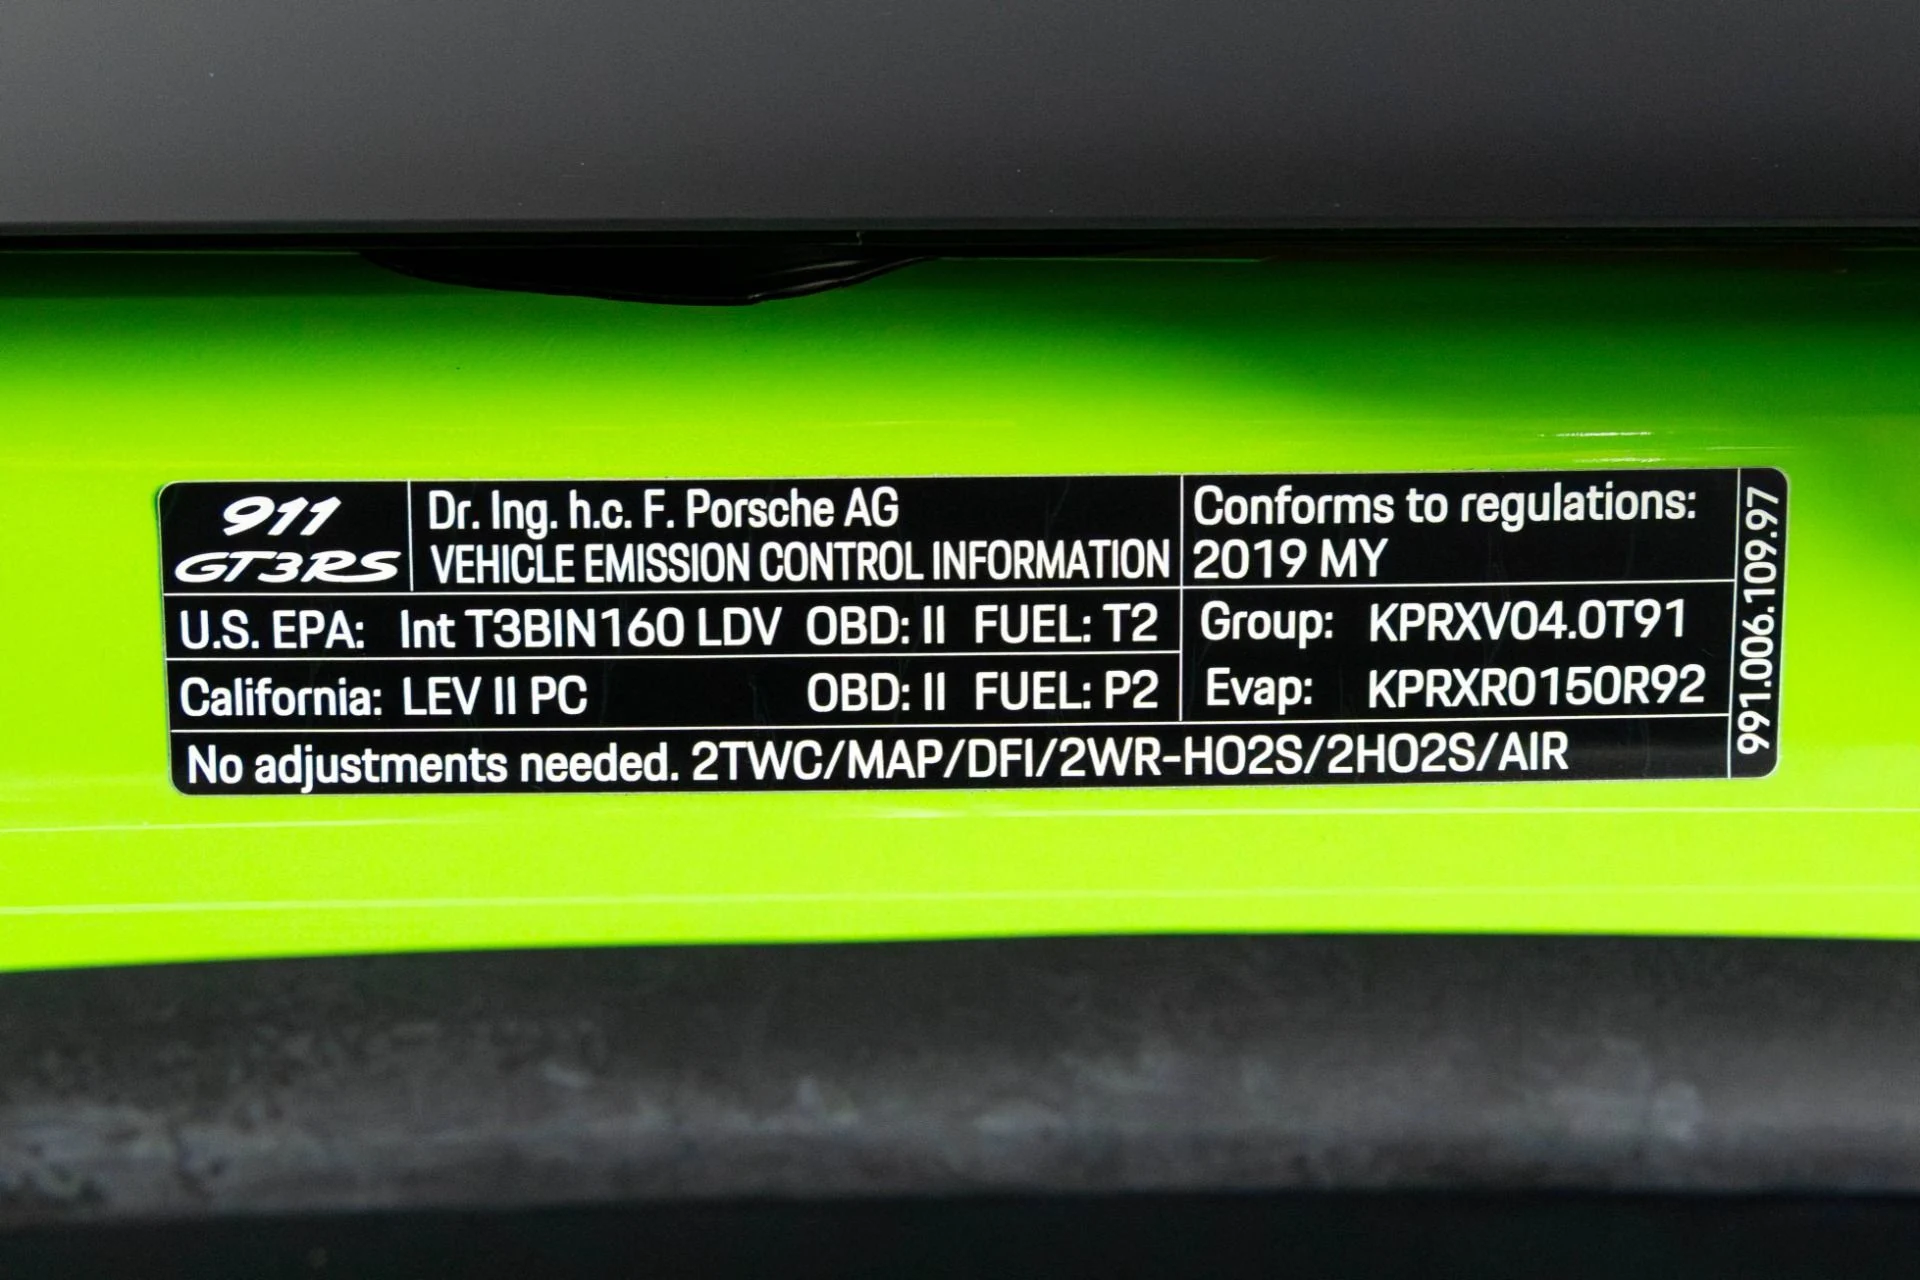 911
GT3RS
Dr. Ing. h.c. F. Porsche AG
VEHICLE EMISSION CONTROL INFORMATION
Conforms to regulations:
2019 MY
U.S. EPA: Int T3BIN160 LDV OBD: II FUEL: T2
California: LEV II PC OBD: II FUEL: P2
Group: KPRXV04.0T91
Evap: KPRXR0150R92
No adjustments needed. 2TWC/MAP/DFI/2WR-HO2S/2HO2S/AIR
991.006.109.97